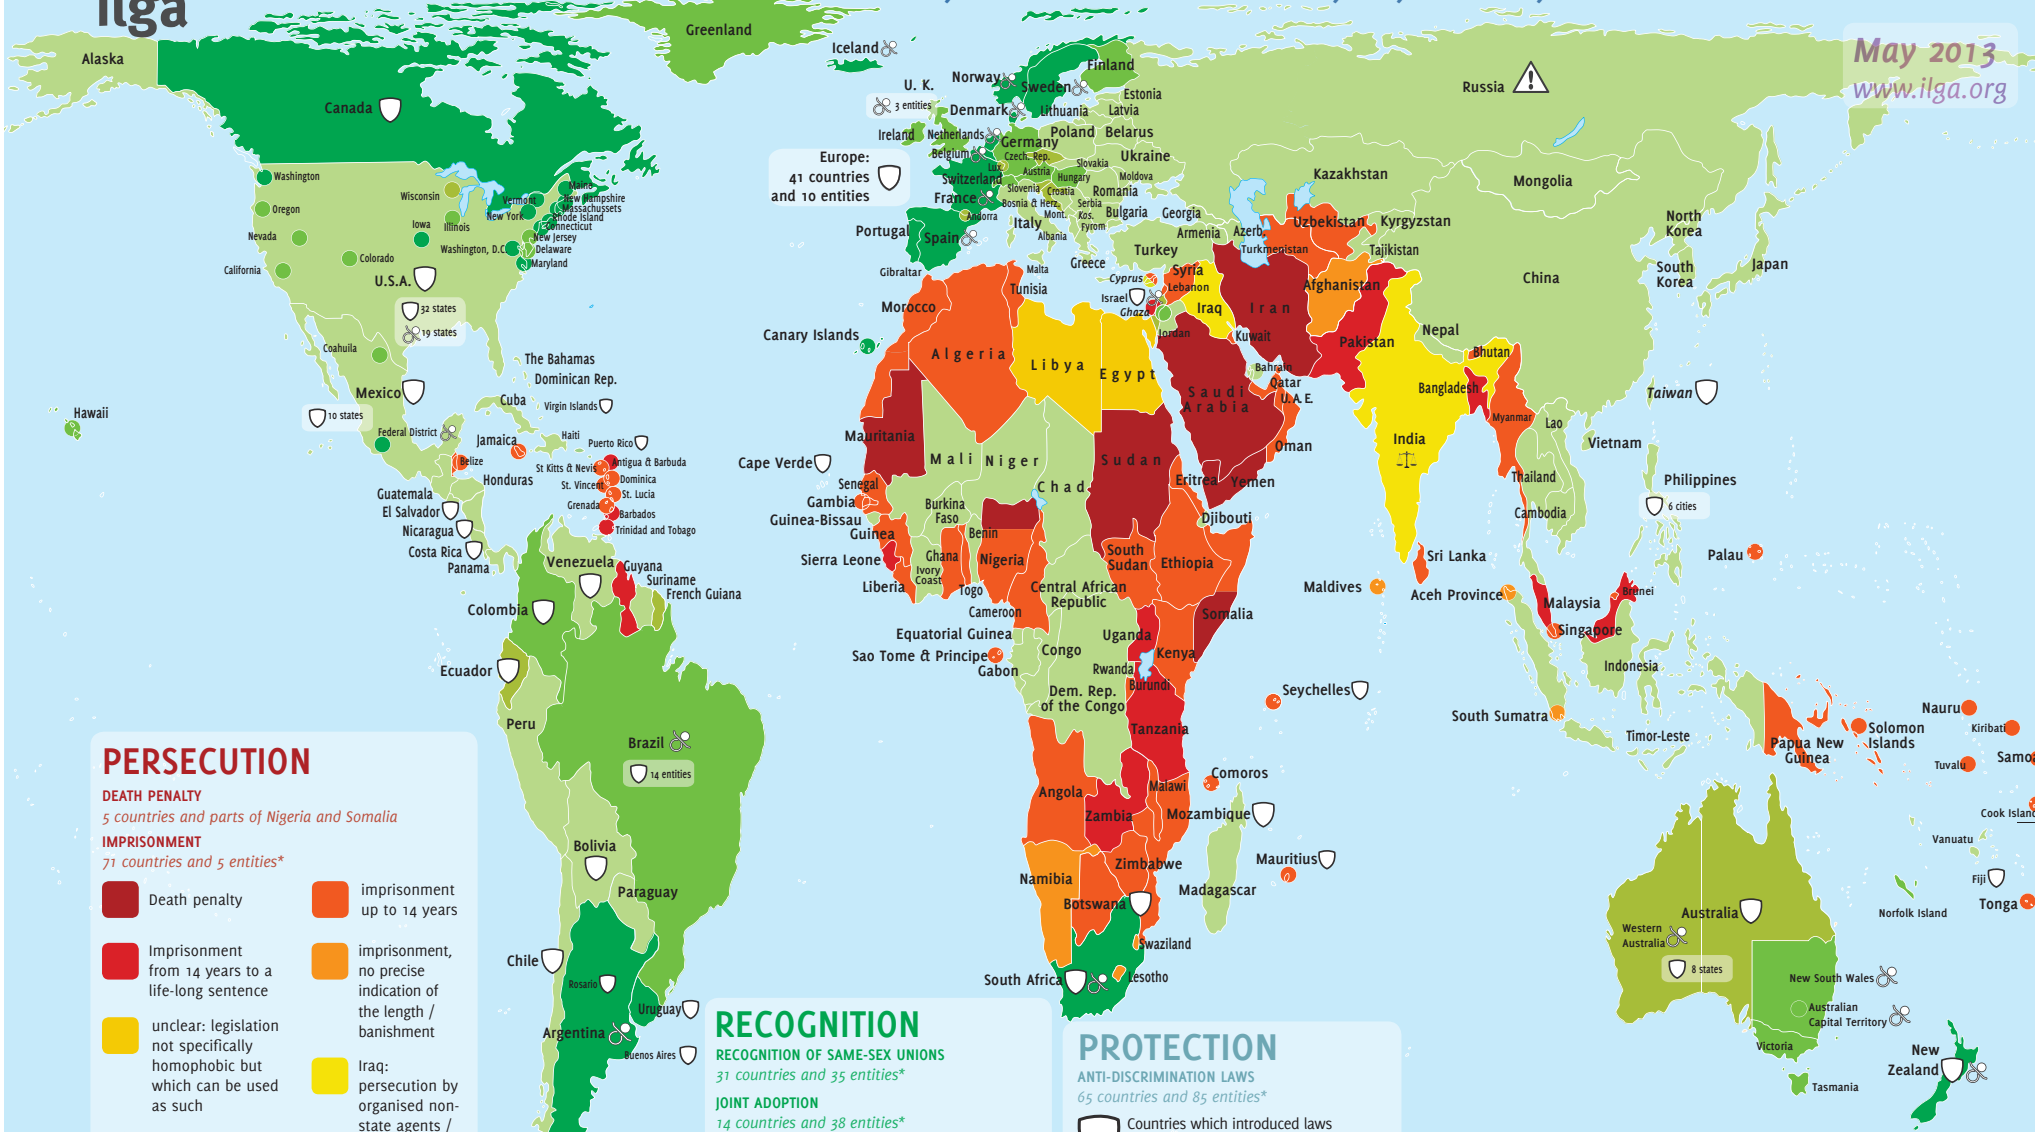 ilga
May 2013
www.ilga.org
Greenland
Iceland
Alaska
Canada
Norway
Sweden
Finland
Russia
U. K.
3 entities
Denmark
Estonia
Lithuania
Latvia
Ireland
Netherlands
Germany
Poland
Belarus
Belgium
Czech. Rep.
Ukraine
Lux.
Austria
Slovakia
Hungary
Moldova
Europe:
41 countries
and 10 entities
Switzerland
Slovenia
Croatia
Romania
France
Bosnia & Herz.
Serbia
Andorra
Mont.
Kos.
Bulgaria
Georgia
Italy
Fyrom
Portugal
Spain
Albania
Armenia
Azerb.
Turkey
Greece
Gibraltar
Malta
Tunisia
Kazakhstan
Mongolia
Uzbekistan
Kyrgyzstan
Turkmenistan
Tajikistan
North
Korea
South
Korea
Japan
China
Washington
Oregon
Nevada
California
Colorado
Wisconsin
Iowa
Illinois
Maine
New Hampshire
Vermont
Massachussets
New York
Rhode Island
Connecticut
New Jersey
Washington, D.C.
Delaware
Maryland
U.S.A.
32 states
19 states
Coahuila
Mexico
10 states
Federal District
Hawaii
The Bahamas
Dominican Rep.
Cuba
Virgin Islands
Haiti
Jamaica
Puerto Rico
Belize
Antigua & Barbuda
St Kitts & Nevis
Honduras
Dominica
St. Vincent
St. Lucia
Guatemala
Grenada
El Salvador
Barbados
Nicaragua
Trinidad and Tobago
Costa Rica
Panama
Venezuela
Guyana
Suriname
French Guiana
Colombia
Ecuador
Peru
Brazil
14 entities
Bolivia
Paraguay
Chile
Rosario
Uruguay
Argentina
Buenos Aires
Morocco
Canary Islands
Algeria
Libya
Egypt
Cyprus
Syria
Lebanon
Israel
Ghaza
Jordan
Iraq
Iran
Kuwait
Afghanistan
Pakistan
Nepal
Bhutan
Bahrain
Qatar
U.A.E.
Saudi
Arabia
Oman
Yemen
Bangladesh
Myanmar
India
Taiwan
Lao
Vietnam
Thailand
Cambodia
Philippines
6 cities
Mauritania
Mali
Niger
Chad
Sudan
Eritrea
Djibouti
Cape Verde
Senegal
Gambia
Guinea-Bissau
Guinea
Burkina
Faso
Benin
Sierra Leone
Ghana
Ivory
Coast
Nigeria
Liberia
Togo
Cameroon
South
Sudan
Ethiopia
Central African
Republic
Somalia
Equatorial Guinea
Uganda
Sao Tome & Principe
Congo
Kenya
Gabon
Rwanda
Burundi
Dem. Rep.
of the Congo
Tanzania
Seychelles
Maldives
Sri Lanka
Aceh Province
Malaysia
Brunei
Singapore
Indonesia
Palau
South Sumatra
Timor-Leste
Papua New
Guinea
Nauru
Solomon
Islands
Kiribati
Tuvalu
Samoa
Cook Island
Vanuatu
Fiji
Tonga
Norfolk Island
Comoros
Angola
Malawi
Zambia
Mozambique
Zimbabwe
Mauritius
Namibia
Madagascar
Botswana
Swaziland
South Africa
Lesotho
Australia
Western
Australia
8 states
New South Wales
Australian
Capital Territory
Victoria
Tasmania
New
Zealand
PERSECUTION
DEATH PENALTY
5 countries and parts of Nigeria and Somalia
IMPRISONMENT
71 countries and 5 entities*
Death penalty
imprisonment
up to 14 years
Imprisonment
from 14 years to a
life-long sentence
imprisonment,
no precise
indication of
the length /
banishment
unclear: legislation
not specifically
homophobic but
which can be used
as such
Iraq:
persecution by
organised non-
state agents /
RECOGNITION
RECOGNITION OF SAME-SEX UNIONS
31 countries and 35 entities*
JOINT ADOPTION
14 countries and 38 entities*
PROTECTION
ANTI-DISCRIMINATION LAWS
65 countries and 85 entities*
Countries which introduced laws